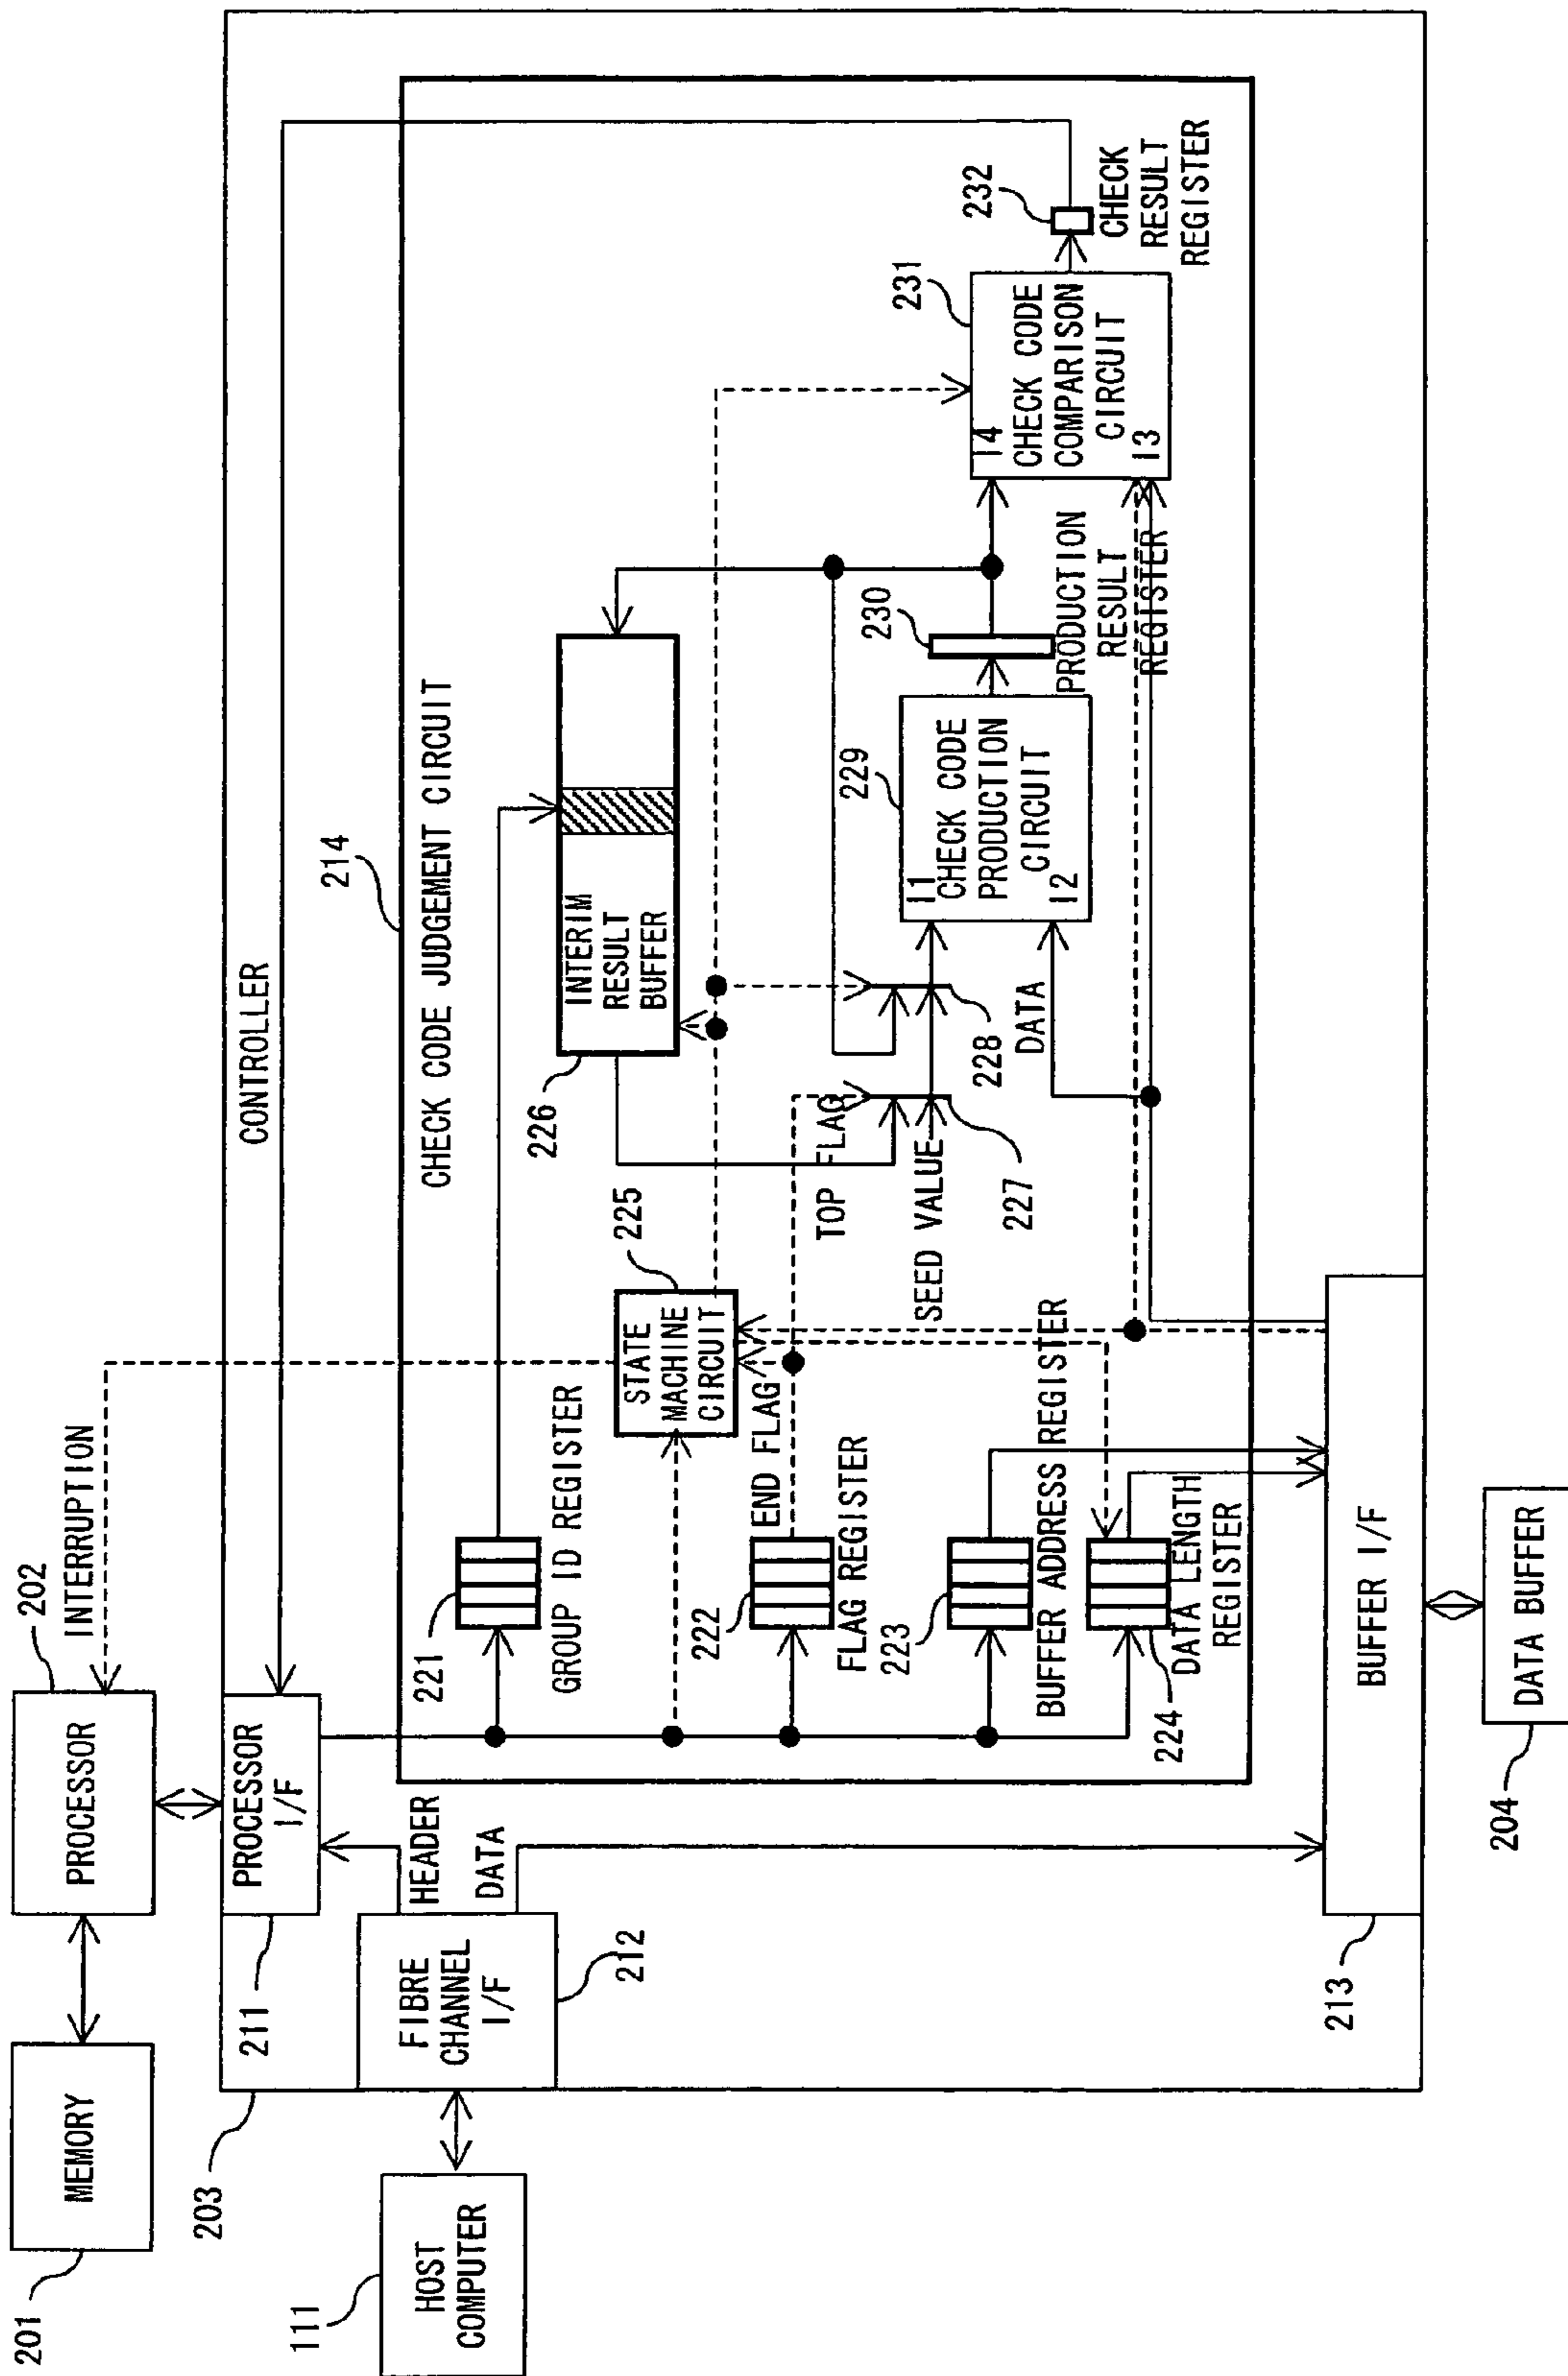 201
MEMORY
202
PROCESSOR
INTERRUPTION
203
211
PROCESSOR
I/F
CONTROLLER
111
HOST
COMPUTER
FIBRE
CHANNEL
I/F
212
HEADER
DATA
214
CHECK CODE JUDGEMENT CIRCUIT
221
GROUP ID REGISTER
222
END FLAG
FLAG REGISTER
223
BUFFER ADDRESS REGISTER
224
DATA LENGTH
REGISTER
STATE
MACHINE
CIRCUIT
225
226
INTERIM
RESULT
BUFFER
TOP FLAG
SEED VALUE
227
228
DATA
229
I1
CHECK CODE
PRODUCTION
CIRCUIT
I2
230
PRODUCTION
RESULT
REGISTER
231
I4
CHECK CODE
COMPARISON
CIRCUIT
I3
232
CHECK
RESULT
REGISTER
213
BUFFER I/F
204
DATA BUFFER